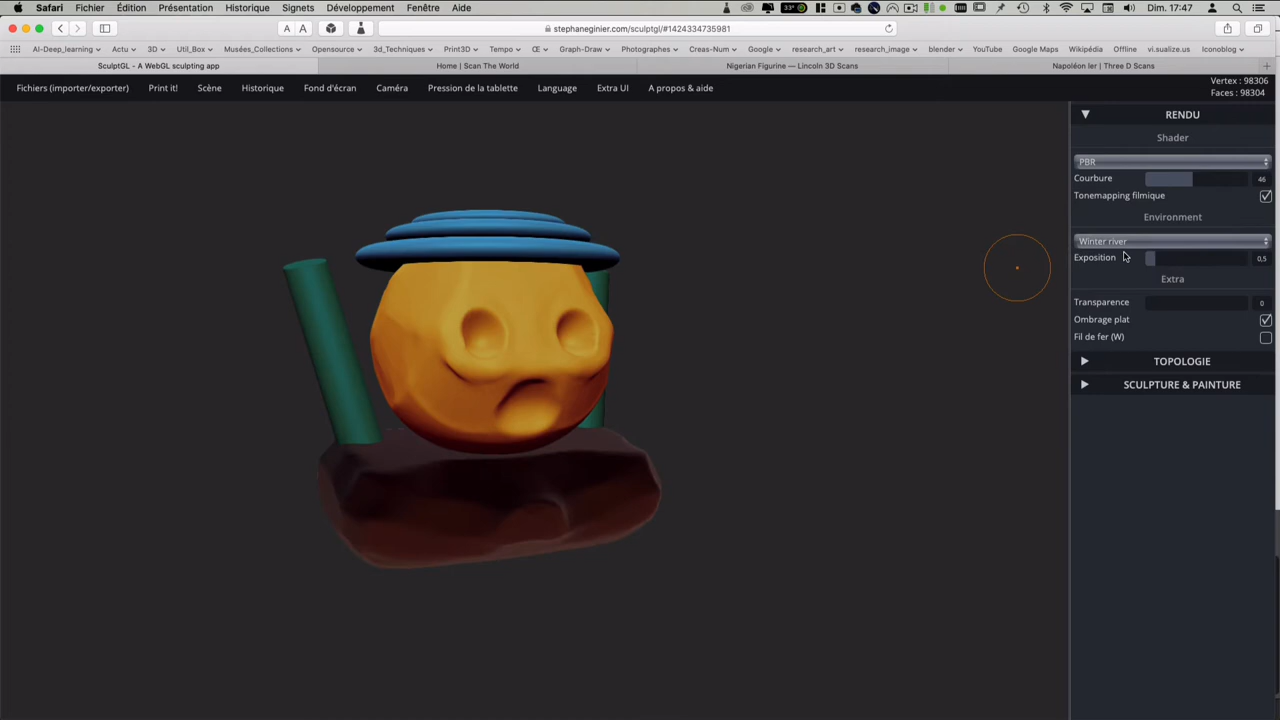 Safari Fichier Édition Présentation Historique Signets Développement Fenêtre Aide 33° Dim. 17:47
A A stephaneginier.com/sculptgl/#1424334735981
AI-Deep_learning Actu 3D Util_Box Musées_Collections Opensource 3d_Techniques Print3D Tempo Œ Graph-Draw Photographes Creas-Num Google research_art research_image blender YouTube Google Maps Wikipédia Offline vi.sualize.us Iconoblog
SculptGL - A WebGL sculpting app Home | Scan The World Nigerian Figurine — Lincoln 3D Scans Napoléon Ier | Three D Scans
Fichiers (importer/exporter) Print it! Scène Historique Fond d'écran Caméra Pression de la tablette Language Extra UI A propos & aide
Vertex : 98306
Faces : 98304
RENDU
Shader
PBR
Courbure 46
Tonemapping filmique
Environment
Winter river
Exposition 0,5
Extra
Transparence 0
Ombrage plat
Fil de fer (W)
TOPOLOGIE
SCULPTURE & PAINTURE